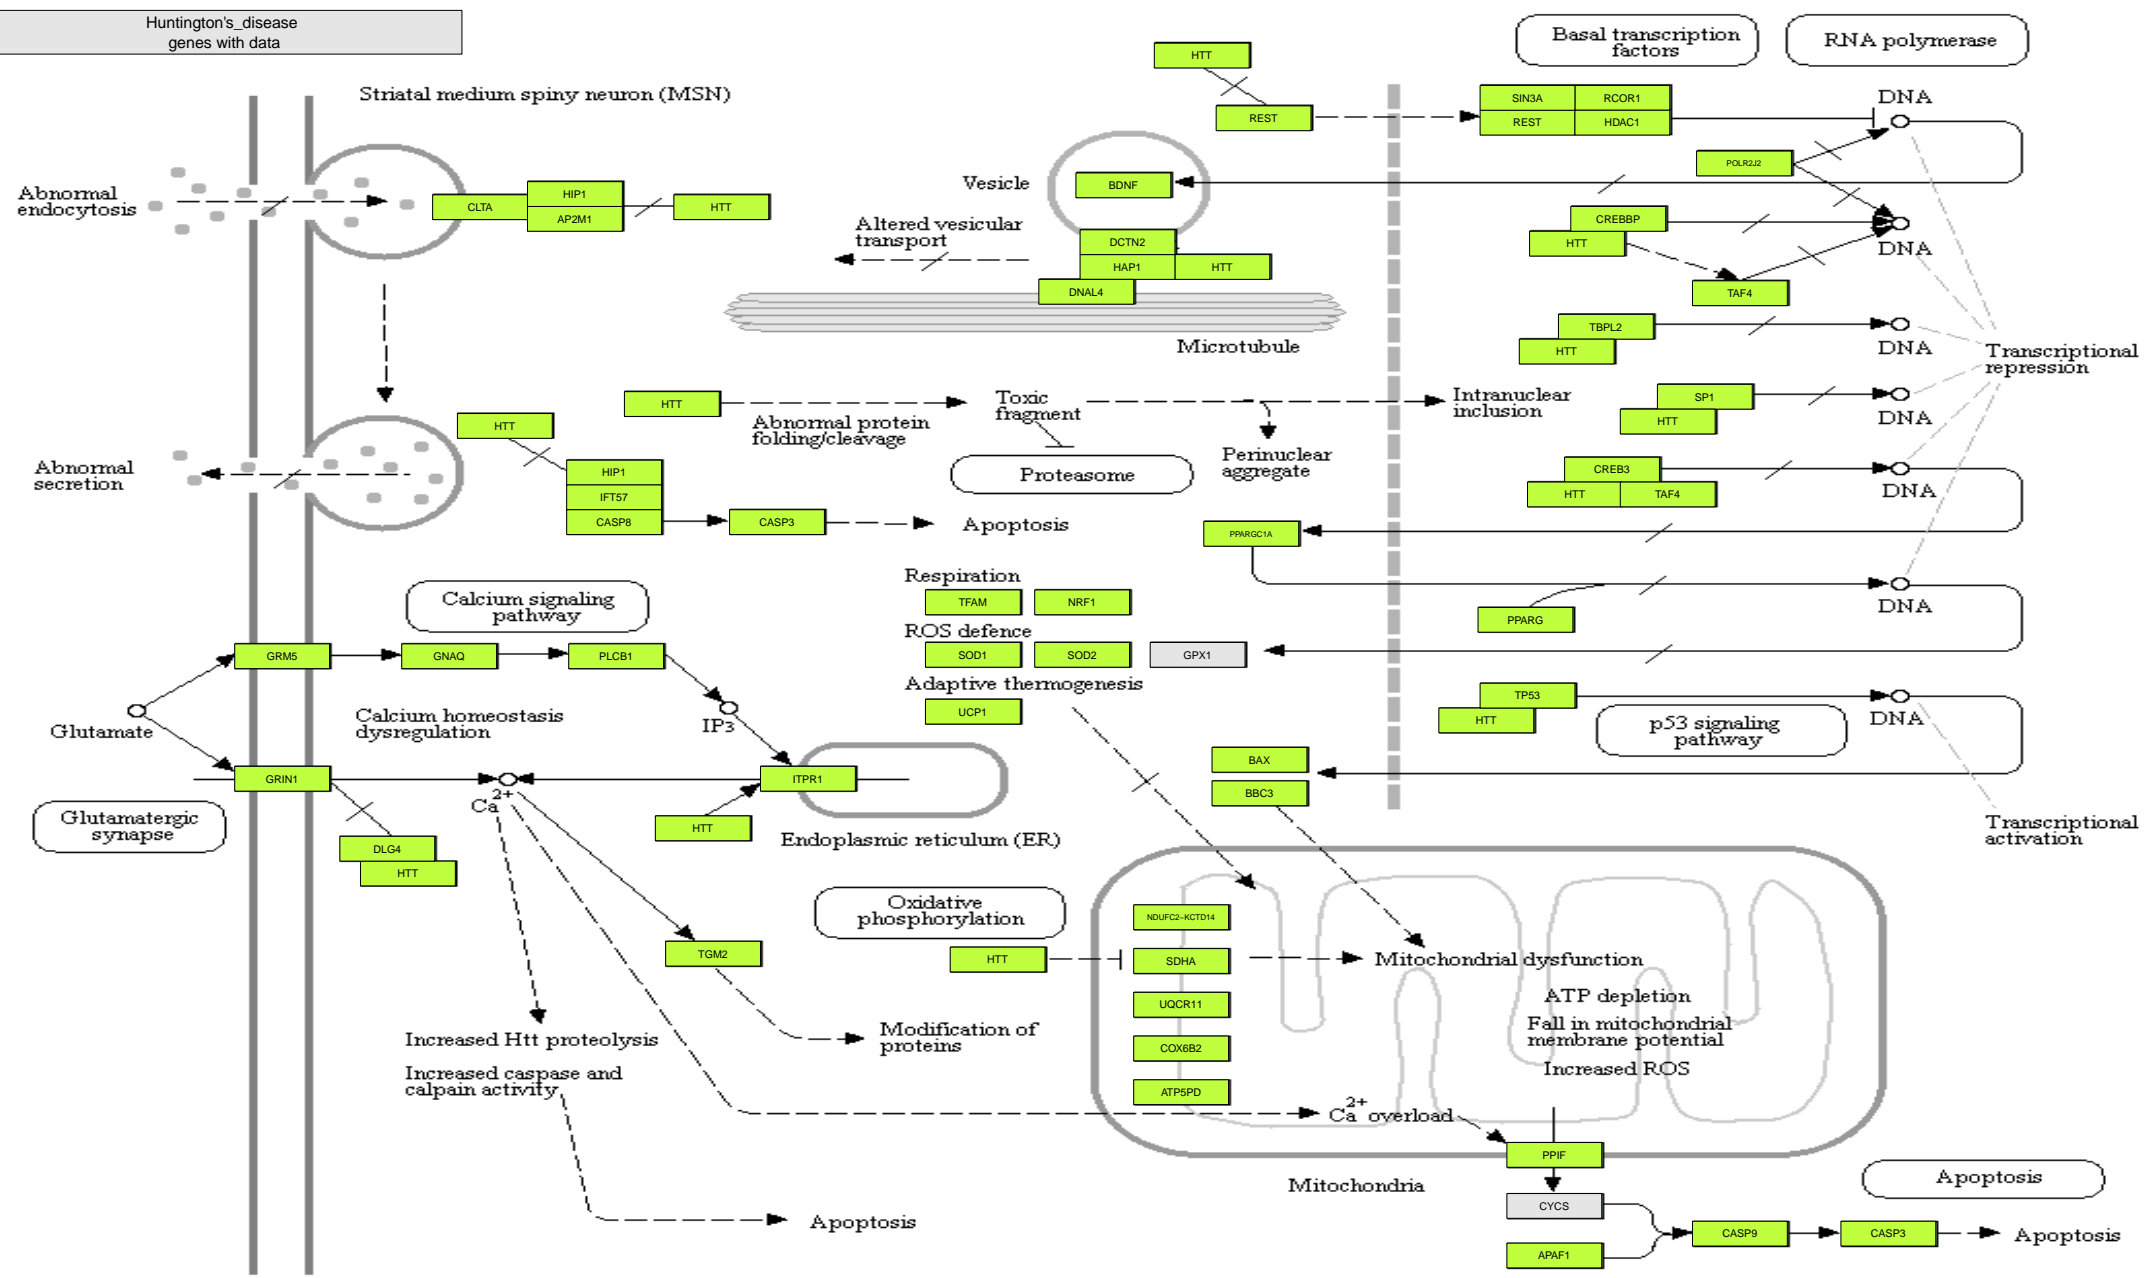 Huntington's_disease
genes with data
Striatal medium spiny neuron (MSN)
Basal transcription
factors
RNA polymerase
HTT
REST
SIN3A
RCOR1
REST
HDAC1
DNA
POLR2J2
Vesicle
BDNF
Abnormal
endocytosis
CLTA
HIP1
AP2M1
HTT
Altered vesicular
transport
DCTN2
HAP1
HTT
DNAL4
Microtubule
CREBBP
HTT
TAF4
DNA
TBPL2
HTT
DNA
Transcriptional
repression
SP1
HTT
DNA
HTT
Abnormal protein
folding/cleavage
Toxic
fragment
Intranuclear
inclusion
Perinuclear
aggregate
Proteasome
HTT
Abnormal
secretion
HIP1
IFT57
CASP8
CASP3
Apoptosis
CREB3
HTT
TAF4
DNA
PPARGC1A
PPARG
DNA
Respiration
TFAM
NRF1
ROS defence
SOD1
SOD2
GPX1
Adaptive thermogenesis
UCP1
Calcium signaling
pathway
GRM5
GNAQ
PLCB1
Glutamate
Calcium homeostasis
dysregulation
IP3
GRIN1
ITPR1
Ca
2+
HTT
Glutamatergic
synapse
DLG4
HTT
Endoplasmic reticulum (ER)
TP53
HTT
DNA
p53 signaling
pathway
BAX
BBC3
Transcriptional
activation
Oxidative
phosphorylation
HTT
TGM2
NDUFC2−KCTD14
SDHA
UQCR11
COX6B2
ATP5PD
Mitochondrial dysfunction
ATP depletion
Fall in mitochondrial
membrane potential
Increased ROS
Modification of
proteins
Increased Htt proteolysis
Increased caspase and
calpain activity
Ca2+ overload
PPIF
Mitochondria
CYCS
APAF1
CASP9
CASP3
Apoptosis
Apoptosis
Apoptosis